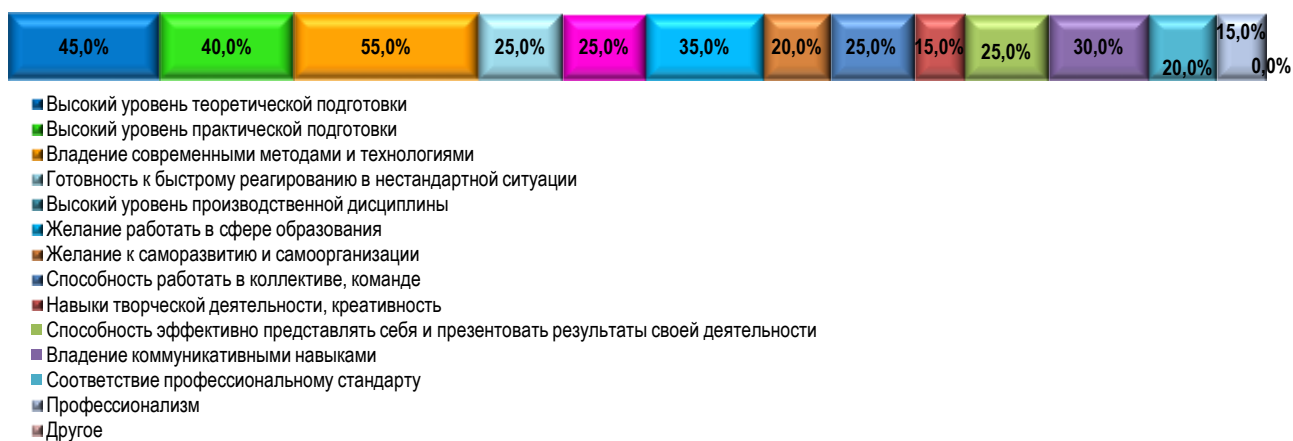 45,0% 40,0% 55,0% 25,0% 25,0% 35,0% 20,0% 25,0% 15,0% 25,0% 30,0% 20,0% 15,0% 0,0%
Высокий уровень теоретической подготовки
Высокий уровень практической подготовки
Владение современными методами и технологиями
Готовность к быстрому реагированию в нестандартной ситуации
Высокий уровень производственной дисциплины
Желание работать в сфере образования
Желание к саморазвитию и самоорганизации
Способность работать в коллективе, команде
Навыки творческой деятельности, креативность
Способность эффективно представлять себя и презентовать результаты своей деятельности
Владение коммуникативными навыками
Соответствие профессиональному стандарту
Профессионализм
Другое